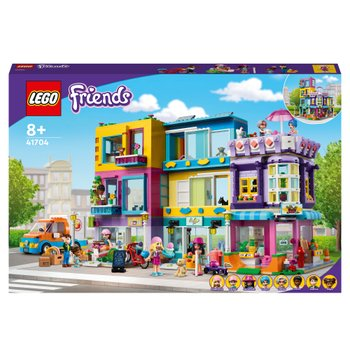 LEGO
Friends
8+
41704